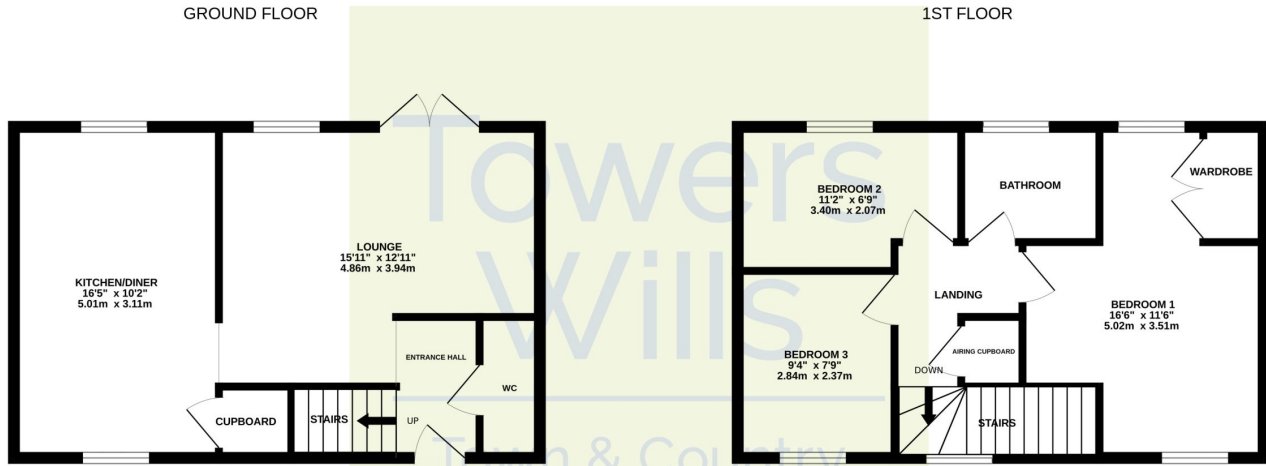 GROUND FLOOR
1ST FLOOR
Towers
Wills
Town & Country
KITCHEN/DINER
16'5" x 10'2"
5.01m x 3.11m
LOUNGE
15'11" x 12'11"
4.86m x 3.94m
ENTRANCE HALL
WC
CUPBOARD
STAIRS
UP
BEDROOM 2
11'2" x 6'9"
3.40m x 2.07m
BATHROOM
WARDROBE
LANDING
BEDROOM 1
16'6" x 11'6"
5.02m x 3.51m
BEDROOM 3
9'4" x 7'9"
2.84m x 2.37m
AIRING CUPBOARD
DOWN
STAIRS